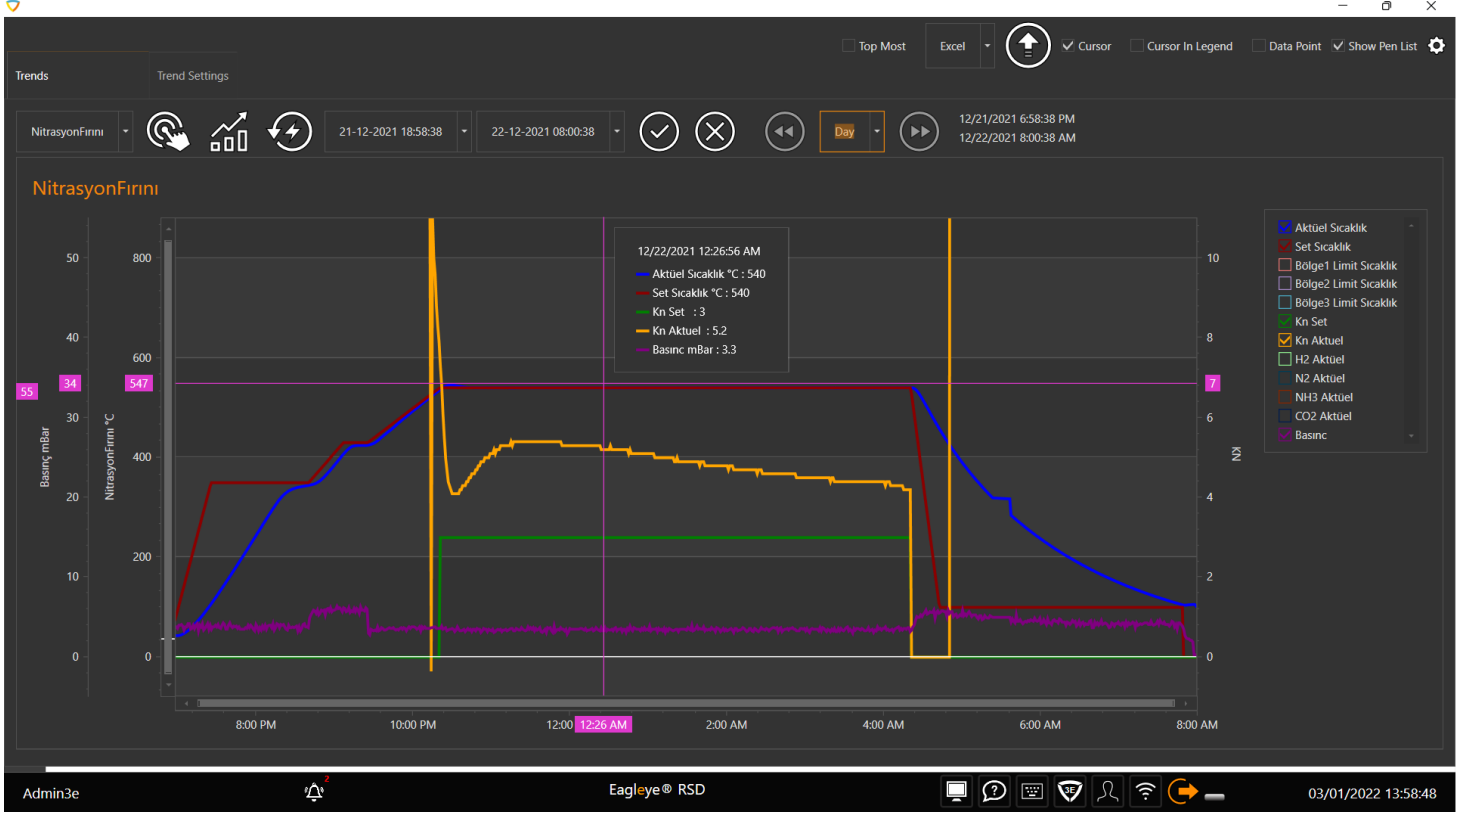 Top Most
Excel
Cursor
Cursor In Legend
Data Point
Show Pen List
Trends
Trend Settings
NitrasyonFırını
21-12-2021 18:58:38
22-12-2021 08:00:38
Day
12/21/2021 6:58:38 PM
12/22/2021 8:00:38 AM
NitrasyonFırını
50
40
30
20
10
0
55
34
Basınç mBar
800
600
400
200
0
547
NitrasyonFırını °C
12/22/2021 12:26:56 AM
Aktüel Sıcaklık °C : 540
Set Sıcaklık °C : 540
Kn Set : 3
Kn Aktuel : 5.2
Basınc mBar : 3.3
10
8
7
6
4
2
0
KN
8:00 PM
10:00 PM
12:00
12:26 AM
2:00 AM
4:00 AM
6:00 AM
8:00 AM
Aktüel Sıcaklık
Set Sıcaklık
Bölge1 Limit Sıcaklık
Bölge2 Limit Sıcaklık
Bölge3 Limit Sıcaklık
Kn Set
Kn Aktuel
H2 Aktüel
N2 Aktüel
NH3 Aktüel
CO2 Aktüel
Basınc
Admin3e
2
Eagleye® RSD
3E
03/01/2022 13:58:48